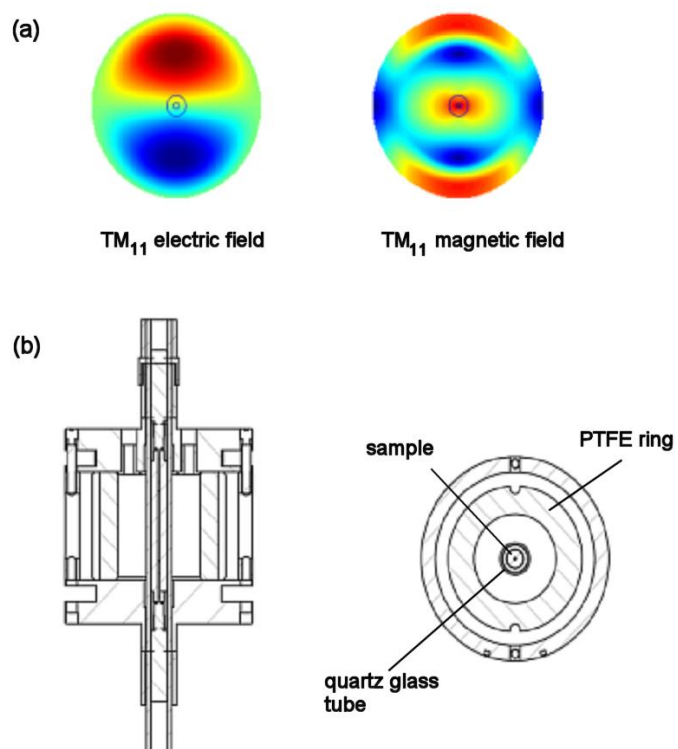 (a)
TM11 electric field
TM11 magnetic field
(b)
sample
PTFE ring
quartz glass
tube